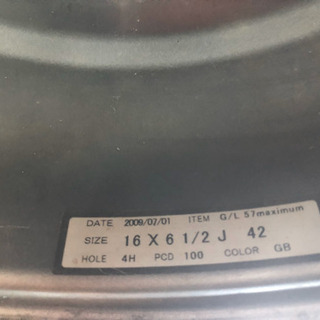 DATE 2009/02/01 ITEM G/L 57maximum
SIZE 16 X 6 1/2 J 42
HOLE 4H PCD 100 COLOR GB